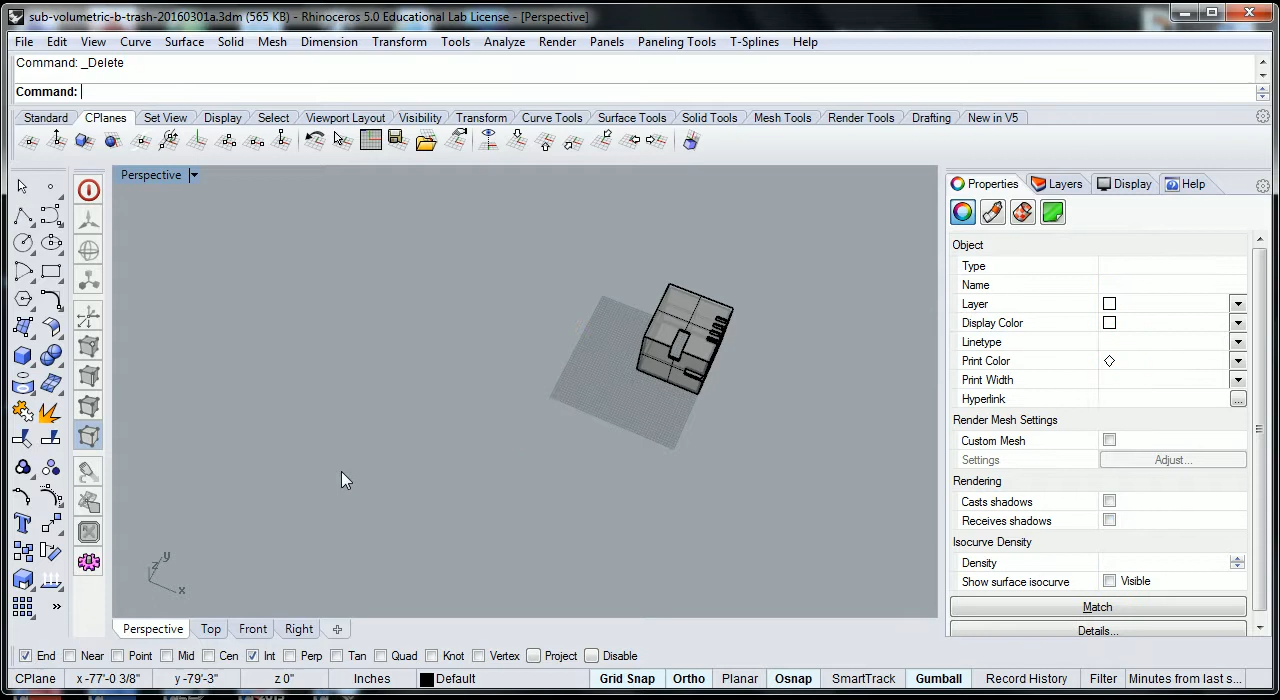 sub-volumetric-b-trash-20160301a.3dm (565 KB) - Rhinoceros 5.0 Educational Lab License - [Perspective]
File Edit View Curve Surface Solid Mesh Dimension Transform Tools Analyze Render Panels Paneling Tools T-Splines Help
Command: _Delete
Command:
Standard CPlanes Set View Display Select Viewport Layout Visibility Transform Curve Tools Surface Tools Solid Tools Mesh Tools Render Tools Drafting New in V5
Perspective
Properties Layers Display Help
Object
Type
Name
Layer
Display Color
Linetype
Print Color
Print Width
Hyperlink
...
Render Mesh Settings
Custom Mesh
Settings Adjust...
Rendering
Casts shadows
Receives shadows
Isocurve Density
Density
Show surface isocurve Visible
Match
Details...
z y
x
Perspective Top Front Right
End Near Point Mid Cen Int Perp Tan Quad Knot Vertex Project Disable
CPlane x -77'-0 3/8" y -79'-3" z 0" Inches Default Grid Snap Ortho Planar Osnap SmartTrack Gumball Record History Filter Minutes from last s...